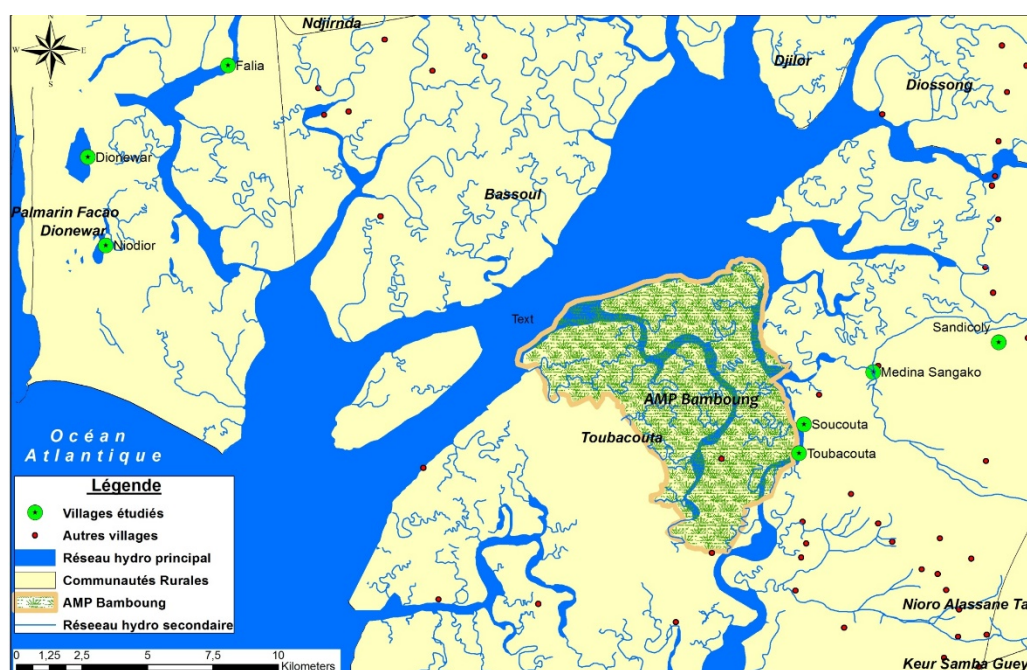 Ndjirnda
Djilor
Diossong
Falia
Dionewar
Bassoul
Palmarin Facao
Dionewar
Niodior
Text
Sandicoly
Medina Sangako
AMP Bamboung
Soucouta
Toubacouta
Toubacouta
Océan
Atlantique
Légende
Villages étudiés
Autres villages
Réseau hydro principal
Communautés Rurales
AMP Bamboung
Réseeau hydro secondaire
Nioro Alassane Ta
Keur Samba Guey
0 1,25 2,5 5 7,5 10
Kilometers
N
W E
S